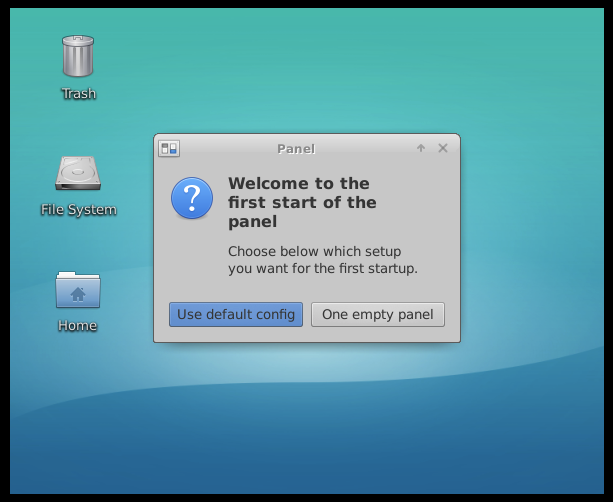 Trash
File System
Home
Panel
Welcome to the
first start of the
panel
Choose below which setup
you want for the first startup.
Use default config
One empty panel